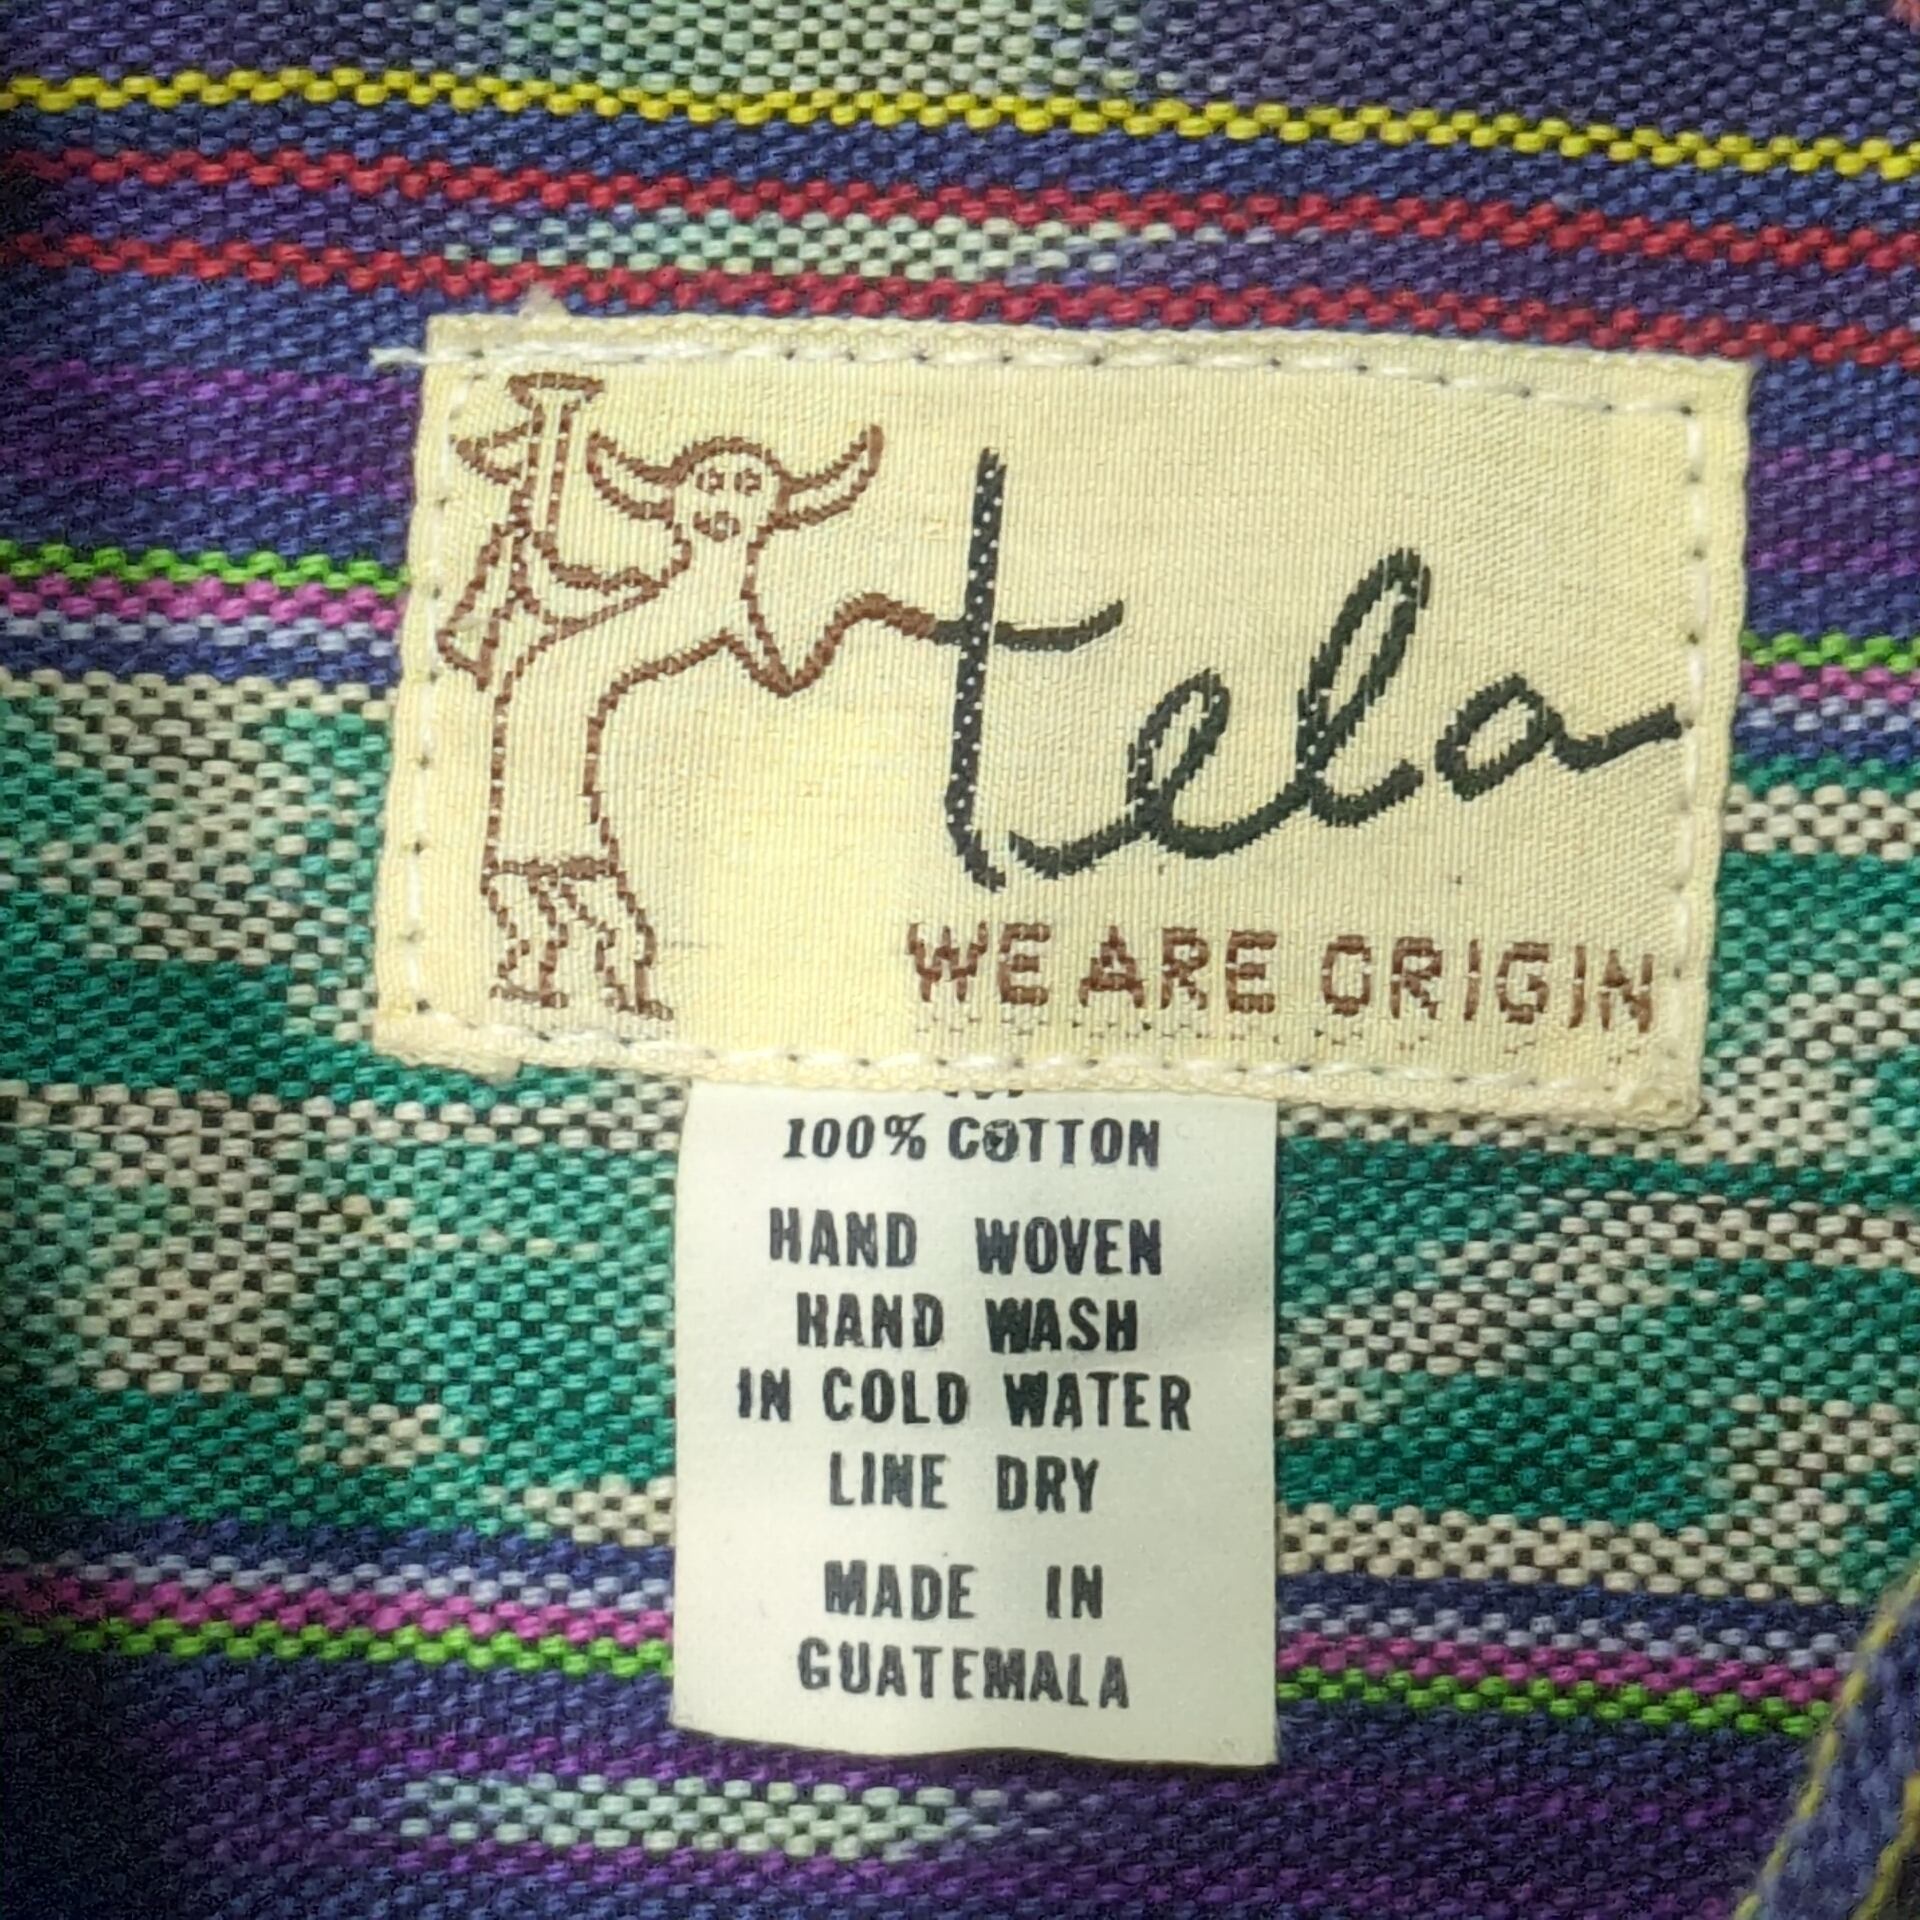 tela
WE ARE ORIGIN
100% COTTON
HAND WOVEN
HAND WASH
IN COLD WATER
LINE DRY
MADE IN
GUATEMALA